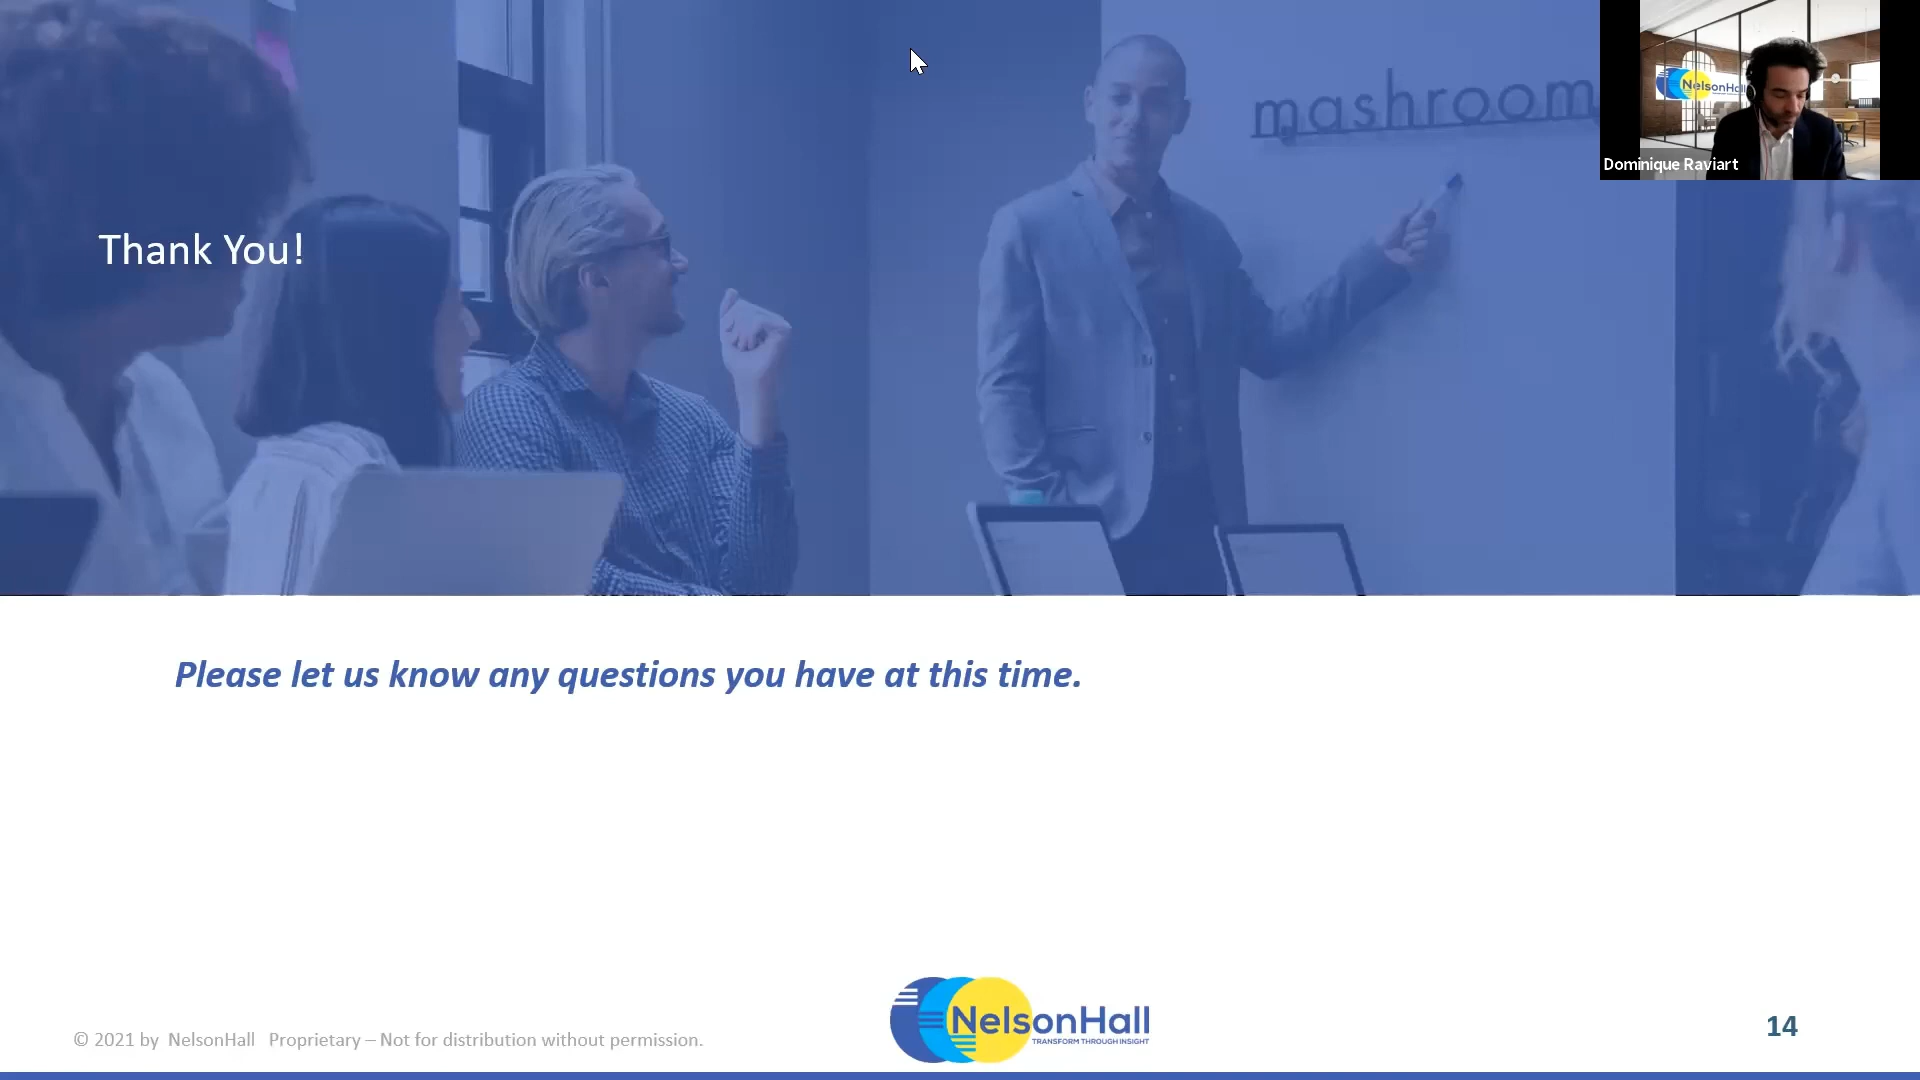 mashroom
NelsonHall
Dominique Raviart
Thank You!
Please let us know any questions you have at this time.
NelsonHall
TRANSFORM THROUGH INSIGHT
© 2021 by NelsonHall Proprietary – Not for distribution without permission.
14